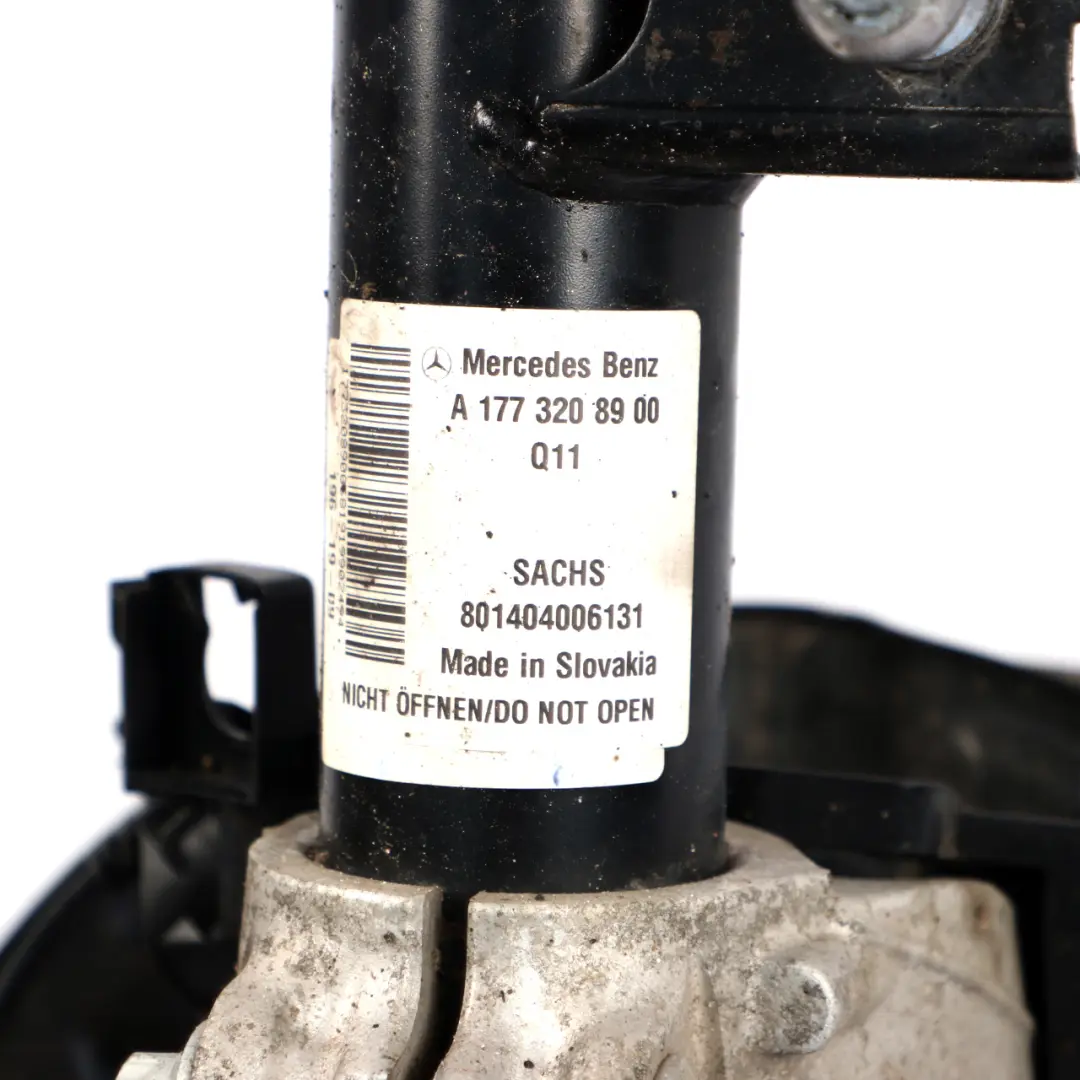 Mercedes Benz
A 177 320 89 00
Q11
SACHS
801404006131
Made in Slovakia
NICHT ÖFFNEN/DO NOT OPEN